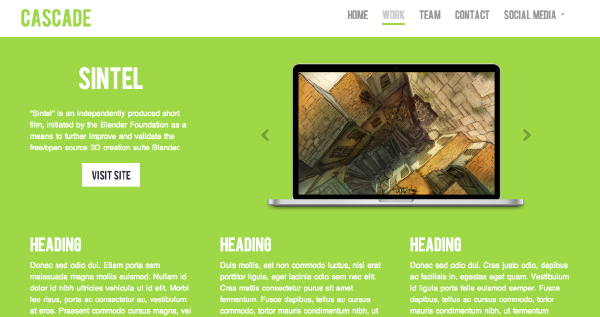 CASCADE
HOME WORK TEAM CONTACT SOCIAL MEDIA
SINTEL
"Sintel" is an independently produced short
film, initiated by the Blender Foundation as a
means to further improve and validate the
free/open source 3D creation suite Blender.
VISIT SITE
HEADING
Donec sed odio dui. Etiam porta sem
malesuada magna mollis euismod. Nullam id
dolor id nibh ultricies vehicula ut id elit. Morbi
leo risus, porta ac consectetur ac, vestibulum
at eros. Praesent commodo cursus magna, vel
HEADING
Duis mollis, est non commodo luctus, nisi erat
porttitor ligula, eget lacinia odio sem nec elit.
Cras mattis consectetur purus sit amet
fermentum. Fusce dapibus, tellus ac cursus
commodo, tortor mauris condimentum nibh, ut
HEADING
Donec sed odio dui. Cras justo odio, dapibus
ac facilisis in, egestas eget quam. Vestibulum
id ligula porta felis euismod semper. Fusce
dapibus, tellus ac cursus commodo, tortor
mauris condimentum nibh, ut fermentum